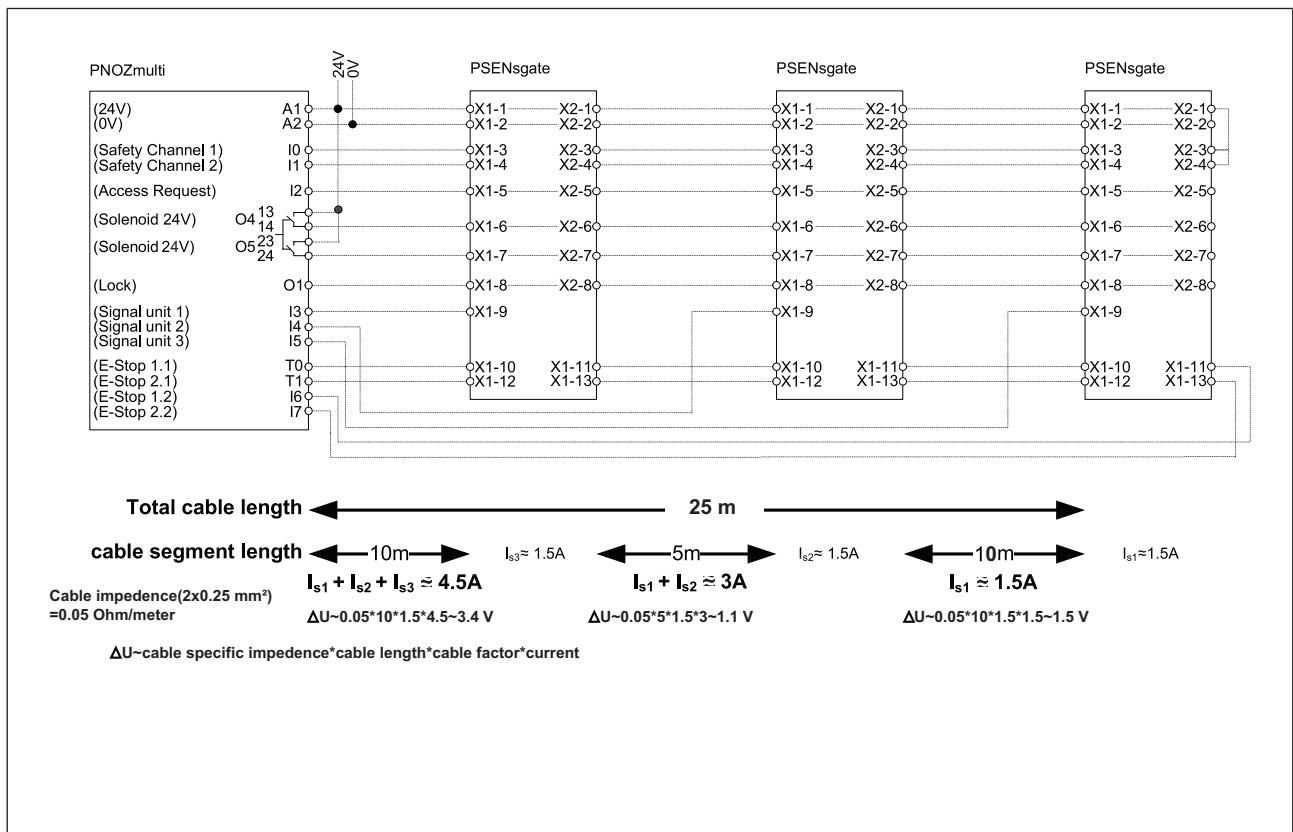 24V
0V
PNOZmulti
PSENsgate
PSENsgate
PSENsgate
(24V) A1 X1-1 X2-1 X1-1 X2-1 X1-1 X2-1
(0V) A2 X1-2 X2-2 X1-2 X2-2 X1-2 X2-2
(Safety Channel 1) I0 X1-3 X2-3 X1-3 X2-3 X1-3 X2-3
(Safety Channel 2) I1 X1-4 X2-4 X1-4 X2-4 X1-4 X2-4
(Access Request) I2 X1-5 X2-5 X1-5 X2-5 X1-5 X2-5
13
(Solenoid 24V) O4 14 X1-6 X2-6 X1-6 X2-6 X1-6 X2-6
23
(Solenoid 24V) O5 24 X1-7 X2-7 X1-7 X2-7 X1-7 X2-7
(Lock) O1 X1-8 X2-8 X1-8 X2-8 X1-8 X2-8
(Signal unit 1) I3 X1-9 X1-9 X1-9
(Signal unit 2) I4
(Signal unit 3) I5
(E-Stop 1.1) T0 X1-10 X1-11 X1-10 X1-11 X1-10 X1-11
(E-Stop 2.1) T1 X1-12 X1-13 X1-12 X1-13 X1-12 X1-13
(E-Stop 1.2) I6
(E-Stop 2.2) I7
Total cable length 25 m
cable segment length 10m Is3≈ 1.5A 5m Is2≈ 1.5A 10m Is1≈1.5A
Is1 + Is2 + Is3 ≈ 4.5A Is1 + Is2 ≈ 3A Is1 ≈ 1.5A
Cable impedence(2x0.25 mm²)
=0.05 Ohm/meter ΔU~0.05*10*1.5*4.5~3.4 V ΔU~0.05*5*1.5*3~1.1 V ΔU~0.05*10*1.5*1.5~1.5 V
ΔU~cable specific impedence*cable length*cable factor*current